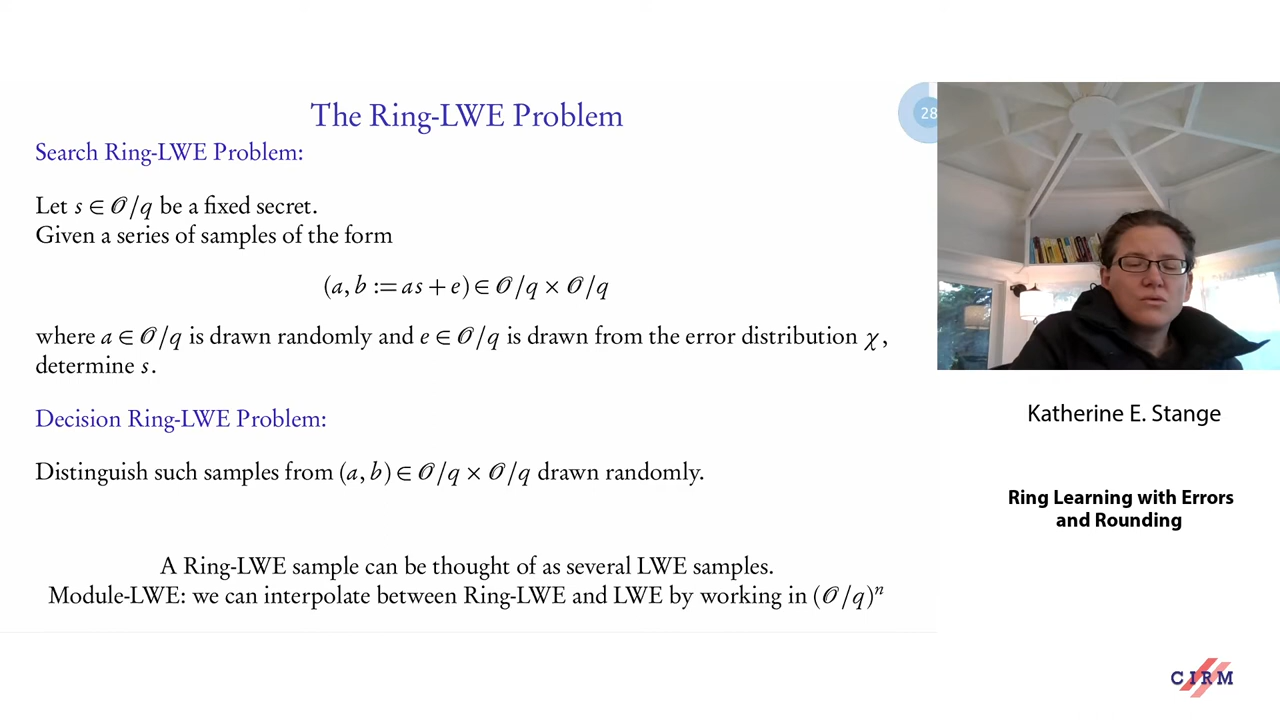 The Ring-LWE Problem
28
Search Ring-LWE Problem:
Let s ∈ 𝒪/q be a fixed secret.
Given a series of samples of the form
(a, b := as + e) ∈ 𝒪/q × 𝒪/q
where a ∈ 𝒪/q is drawn randomly and e ∈ 𝒪/q is drawn from the error distribution χ,
determine s.
Decision Ring-LWE Problem:
Distinguish such samples from (a, b) ∈ 𝒪/q × 𝒪/q drawn randomly.
A Ring-LWE sample can be thought of as several LWE samples.
Module-LWE: we can interpolate between Ring-LWE and LWE by working in (𝒪/q)ⁿ
Katherine E. Stange
Ring Learning with Errors
and Rounding
CIRM